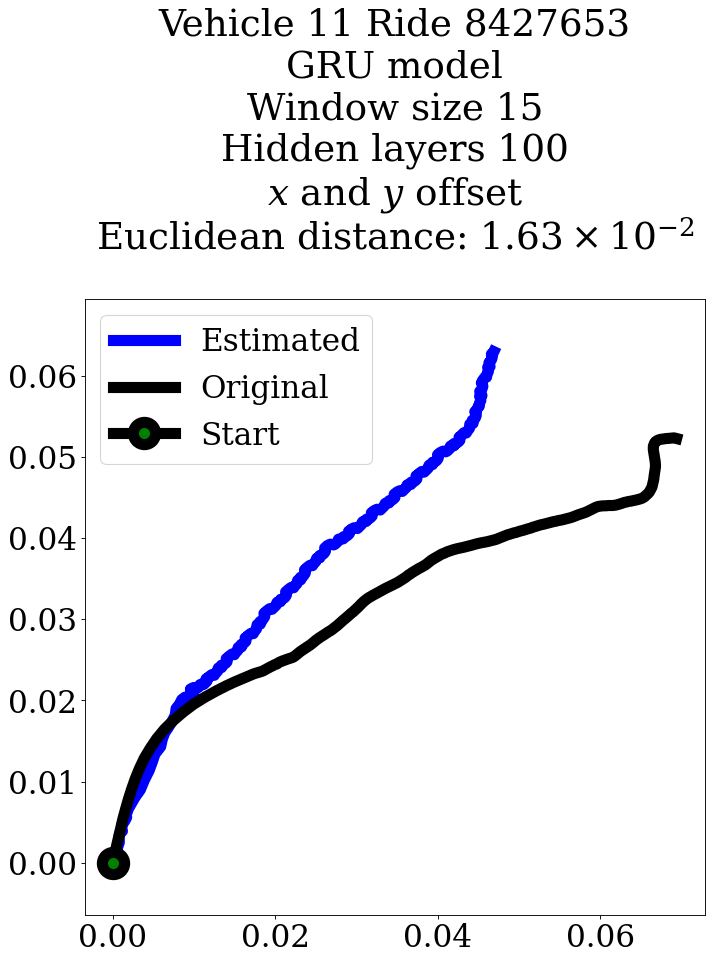 Vehicle 11 Ride 8427653
GRU model
Window size 15
Hidden layers 100
x and y offset
Euclidean distance: 1.63 × 10⁻²
Estimated
Original
Start
0.06
0.05
0.04
0.03
0.02
0.01
0.00
0.00 0.02 0.04 0.06